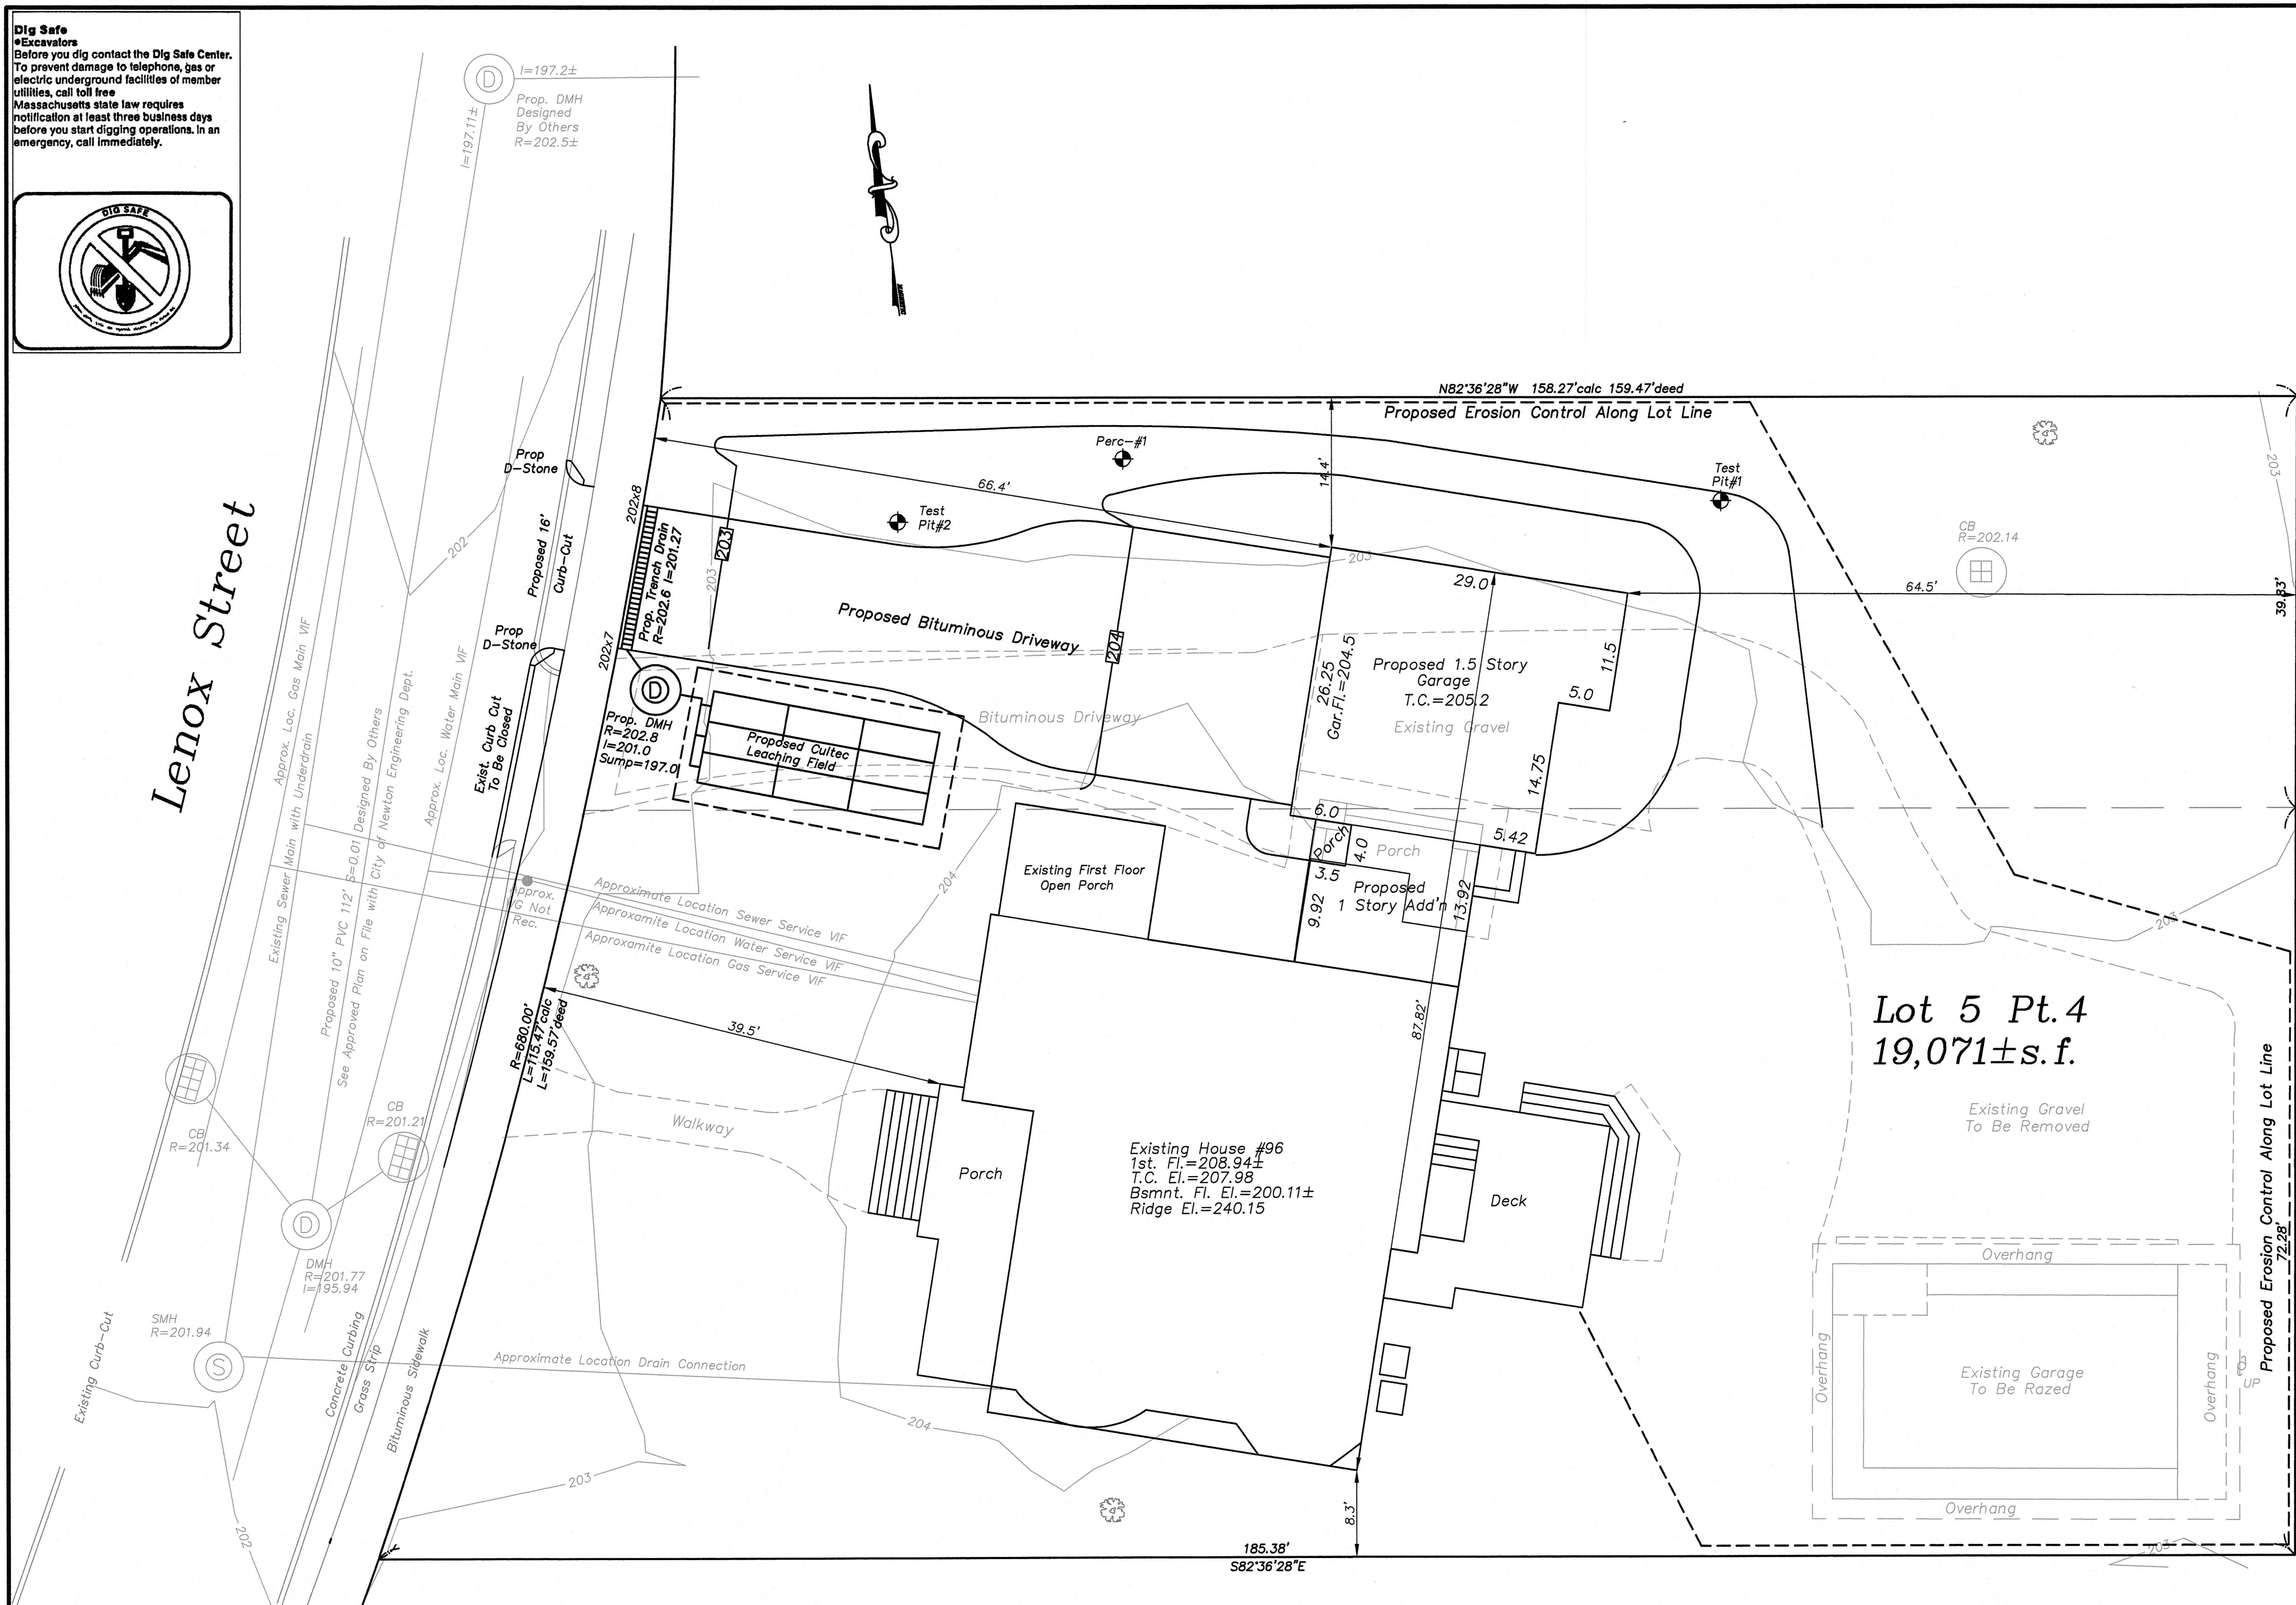 Dig Safe
•Excavators
Before you dig contact the Dig Safe Center.
To prevent damage to telephone, gas or
electric underground facilities of member
utilities, call toll free
Massachusetts state law requires
notification at least three business days
before you start digging operations. In an
emergency, call immediately.
DIG SAFE
I=197.2±
Prop. DMH
Designed
By Others
R=202.5±
I=197.11±
D
N82°36'28"W 158.27'calc 159.47'deed
Proposed Erosion Control Along Lot Line
Prop
D-Stone
Perc-#1
Test
Pit#1
Test
Pit#2
66.4'
14.4'
CB
R=202.14
203
202
202x8
Proposed 16'
Curb-Cut
Prop. Trench Drain
R=202.6 I=201.27
203
203
203
29.0
64.5'
39.83'
Lenox Street
Proposed Bituminous Driveway
204
Prop
D-Stone
202x7
26.25
Gar.Fl.=204.5
Proposed 1.5 Story
Garage
T.C.=205.2
Existing Gravel
11.5
5.0
14.75
D
Prop. DMH
R=202.8
I=201.0
Sump=197.0
Proposed Cultec
Leaching Field
Bituminous Driveway
Exist. Curb Cut
To Be Closed
Approx. Loc. Gas Main VIF
Existing Sewer Main with Underdrain
Proposed 10" PVC 112' S=0.01 Designed By Others
See Approved Plan on File with City of Newton Engineering Dept.
Approx. Loc. Water Main VIF
6.0
Porch
4.0
Porch
5.42
3.5
Proposed
1 Story Add'n
9.92
13.92
Existing First Floor
Open Porch
204
203
Approx.
VG Not
Rec.
Approximate Location Sewer Service VIF
Approxamite Location Water Service VIF
Approxamite Location Gas Service VIF
R=680.00'
L=115.47'calc
L=159.57'deed
39.5'
87.82'
Lot 5 Pt.4
19,071±s.f.
Existing Gravel
To Be Removed
Proposed Erosion Control Along Lot Line
72.28'
CB
R=201.34
CB
R=201.21
Walkway
Porch
Existing House #96
1st. Fl.=208.94±
T.C. El.=207.98
Bsmnt. Fl. El.=200.11±
Ridge El.=240.15
Deck
D
DMH
R=201.77
I=195.94
SMH
R=201.94
S
Approximate Location Drain Connection
Existing Curb-Cut
Concrete Curbing
Grass Strip
Bituminous Sidewalk
Overhang
Overhang
Existing Garage
To Be Razed
Overhang
UP
Overhang
204
203
202
8.3'
203
185.38'
S82°36'28"E